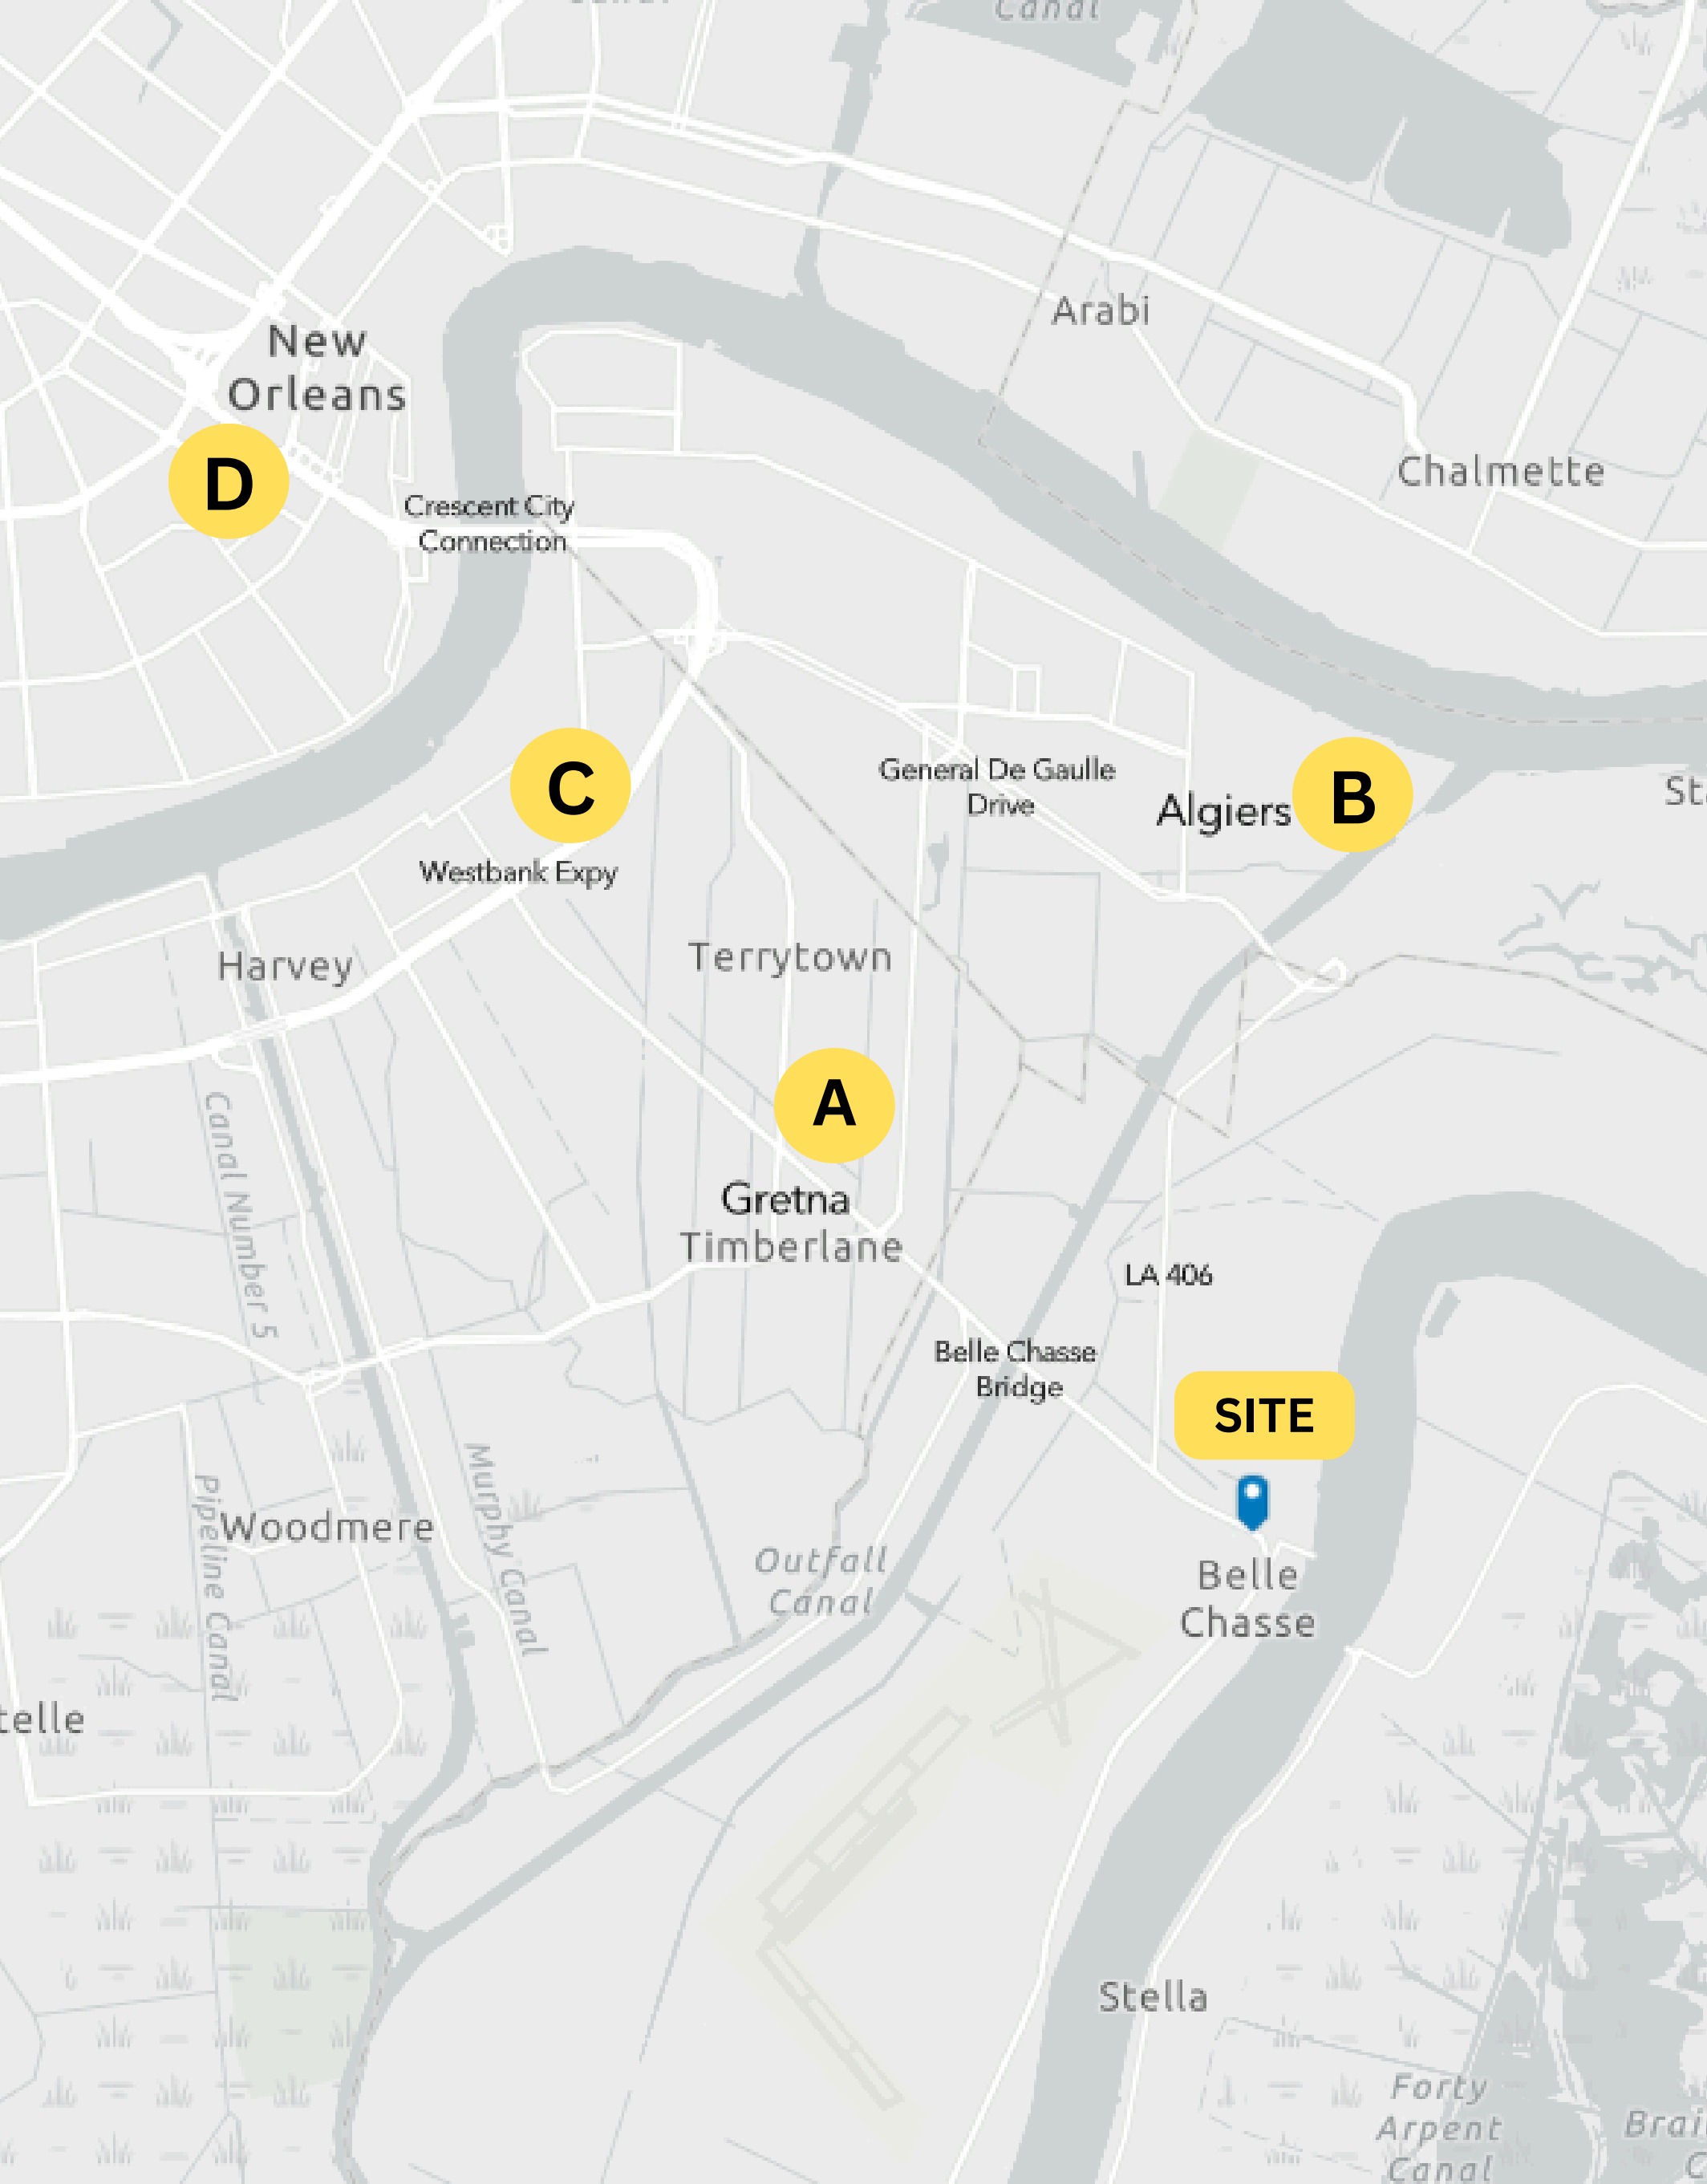 Canal
Arabi
New
Orleans
Chalmette
D
Crescent City
Connection
General De Gaulle
Drive
Algiers
B
C
Westbank Expy
Harvey
Terrytown
A
Canal Number 5
Gretna
Timberlane
LA 406
Belle Chasse
Bridge
SITE
Murphy Canal
Pipeline Canal
Woodmere
Outfall
Canal
Belle
Chasse
Stella
Forty
Arpent
Canal